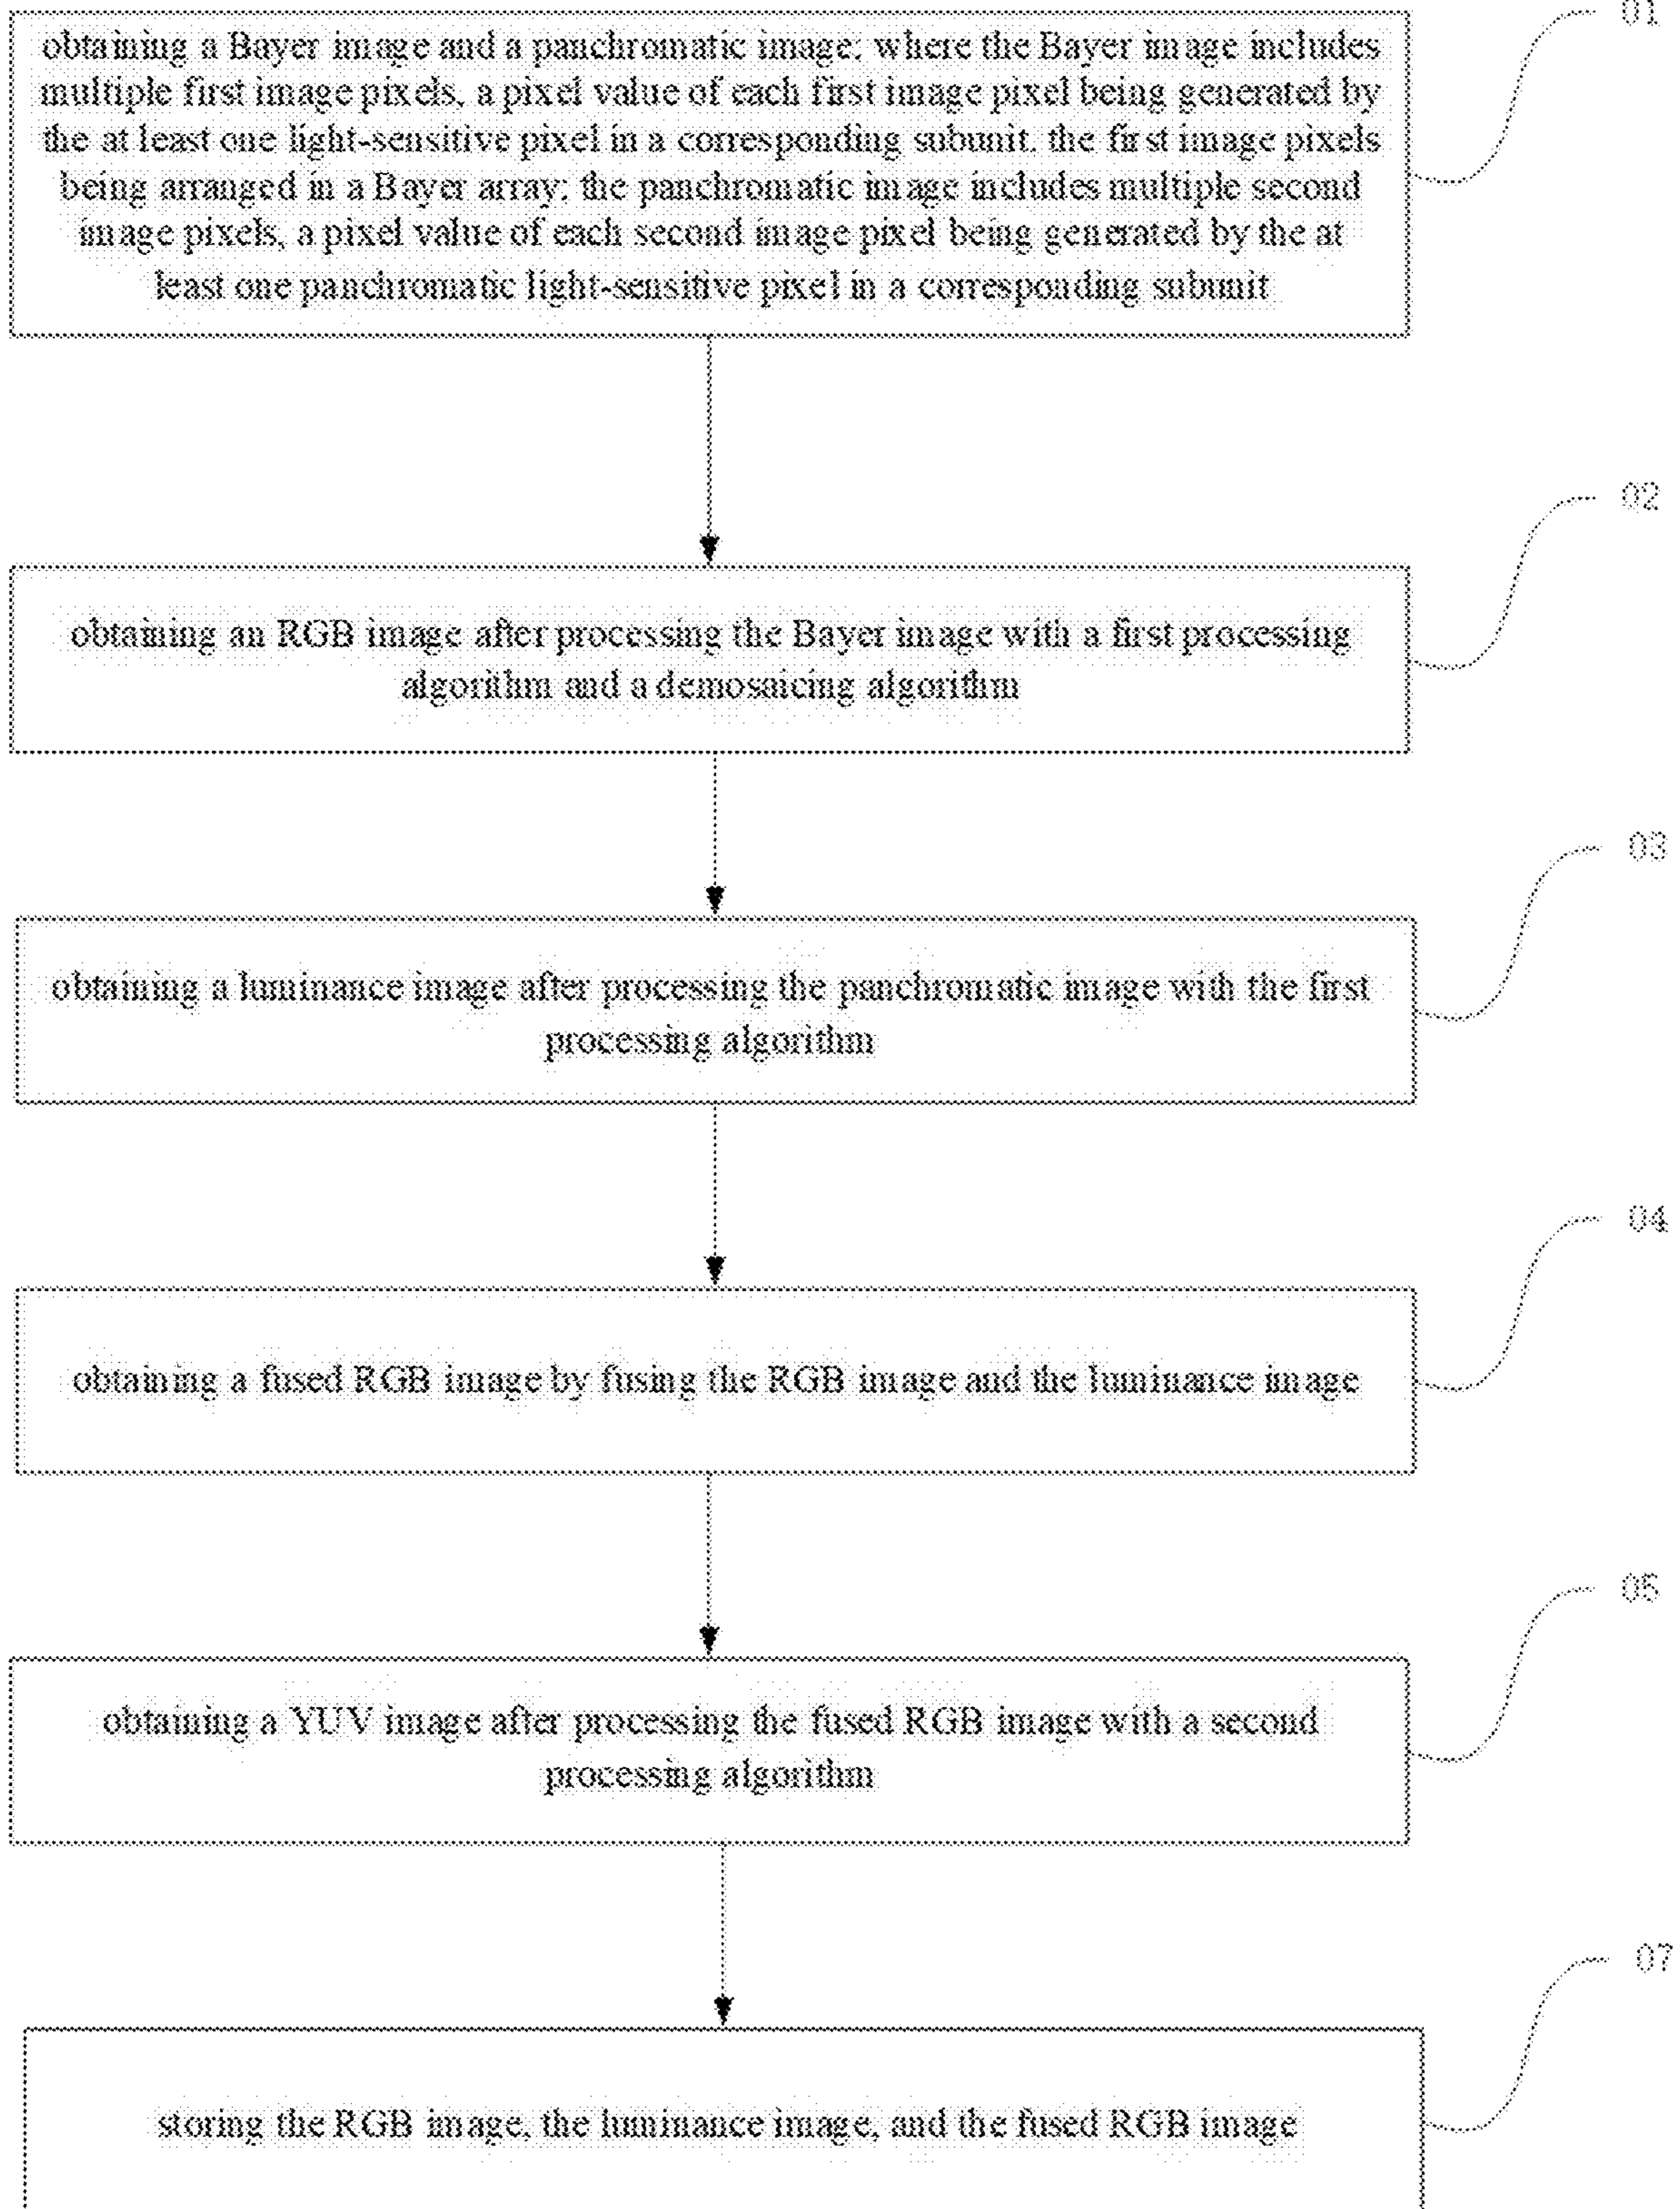 01
obtaining a Bayer image and a panchromatic image; where the Bayer image includes
multiple first image pixels, a pixel value of each first image pixel being generated by
the at least one light-sensitive pixel in a corresponding subunit, the first image pixels
being arranged in a Bayer array; the panchromatic image includes multiple second
image pixels, a pixel value of each second image pixel being generated by the at
least one panchromatic light-sensitive pixel in a corresponding subunit
02
obtaining an RGB image after processing the Bayer image with a first processing
algorithm and a demosaicing algorithm
03
obtaining a luminance image after processing the panchromatic image with the first
processing algorithm
04
obtaining a fused RGB image by fusing the RGB image and the luminance image
05
obtaining a YUV image after processing the fused RGB image with a second
processing algorithm
07
storing the RGB image, the luminance image, and the fused RGB image